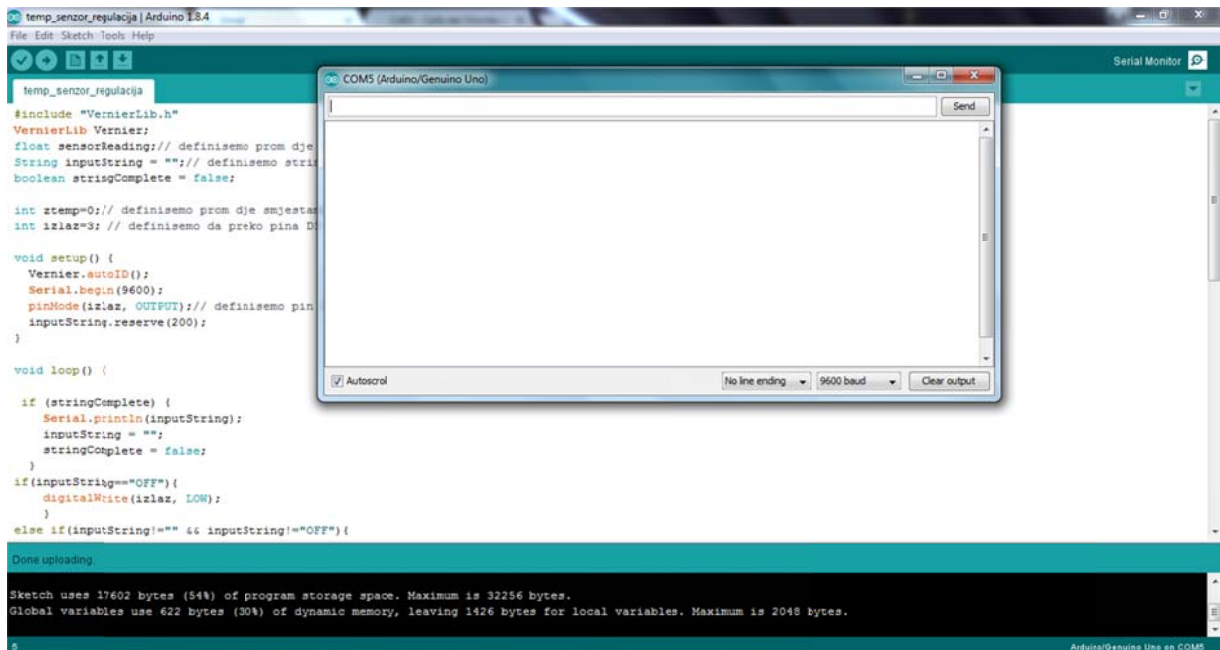 temp_senzor_regulacija | Arduino 1.8.4
File Edit Sketch Tools Help
Serial Monitor
temp_senzor_regulacija
COM5 (Arduino/Genuino Uno)
Send
#include "VernierLib.h"
VernierLib Vernier;
float sensorReading;// definisemo prom dje
String inputString = "";// definisemo stri
boolean stringComplete = false;
int ztemp=0;// definisemo prom dje smjestam
int izlaz=3; // definisemo da preko pina D
void setup() {
Vernier.autoID();
Serial.begin(9600);
pinMode(izlaz, OUTPUT);// definisemo pin
inputString.reserve(200);
}
void loop() {
Autoscrol
No line ending
9600 baud
Clear output
if (stringComplete) {
Serial.println(inputString);
inputString = "";
stringComplete = false;
}
if(inputString=="OFF"){
digitalWrite(izlaz, LOW);
}
else if(inputString!="" && inputString!="OFF"){
Done uploading.
Sketch uses 17602 bytes (54%) of program storage space. Maximum is 32256 bytes.
Global variables use 622 bytes (30%) of dynamic memory, leaving 1426 bytes for local variables. Maximum is 2048 bytes.
5
Arduino/Genuino Uno on COM5